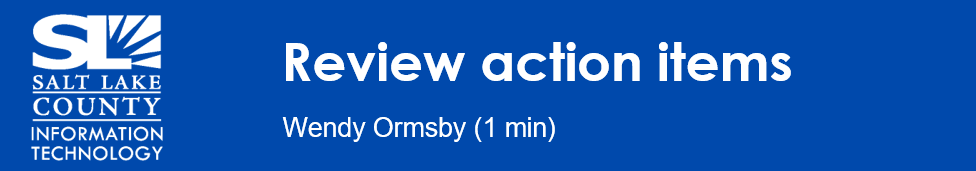 SL
SALT LAKE
COUNTY
INFORMATION
TECHNOLOGY
Review action items
Wendy Ormsby (1 min)